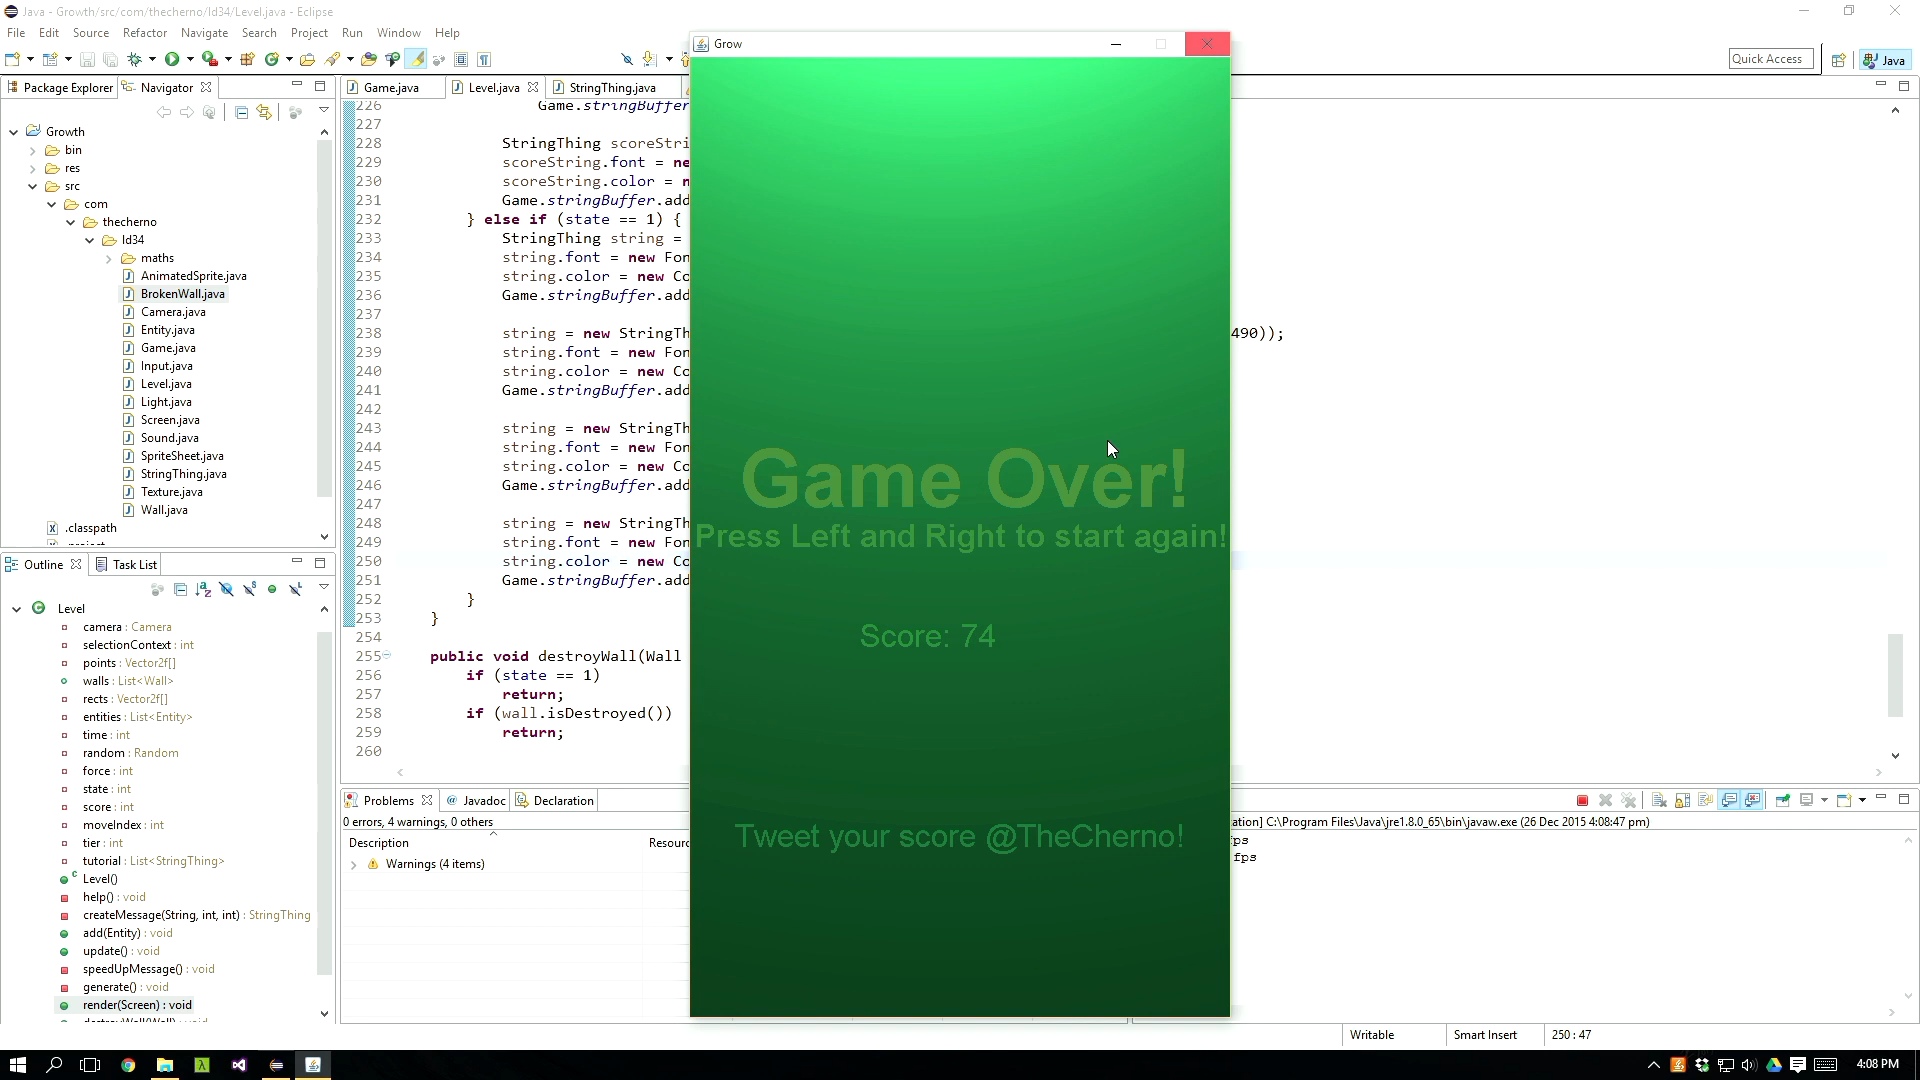 Java - Growth/src/com/thecherno/ld34/Level.java - Eclipse
File Edit Source Refactor Navigate Search Project Run Window Help
Quick Access
Java
Package Explorer Navigator
Growth
bin
res
src
com
thecherno
ld34
maths
AnimatedSprite.java
BrokenWall.java
Camera.java
Entity.java
Game.java
Input.java
Level.java
Light.java
Screen.java
Sound.java
SpriteSheet.java
StringThing.java
Texture.java
Wall.java
.classpath
Outline Task List
Level
camera : Camera
selectionContext : int
points : Vector2f[]
walls : List<Wall>
rects : Vector2f[]
entities : List<Entity>
time : int
random : Random
force : int
state : int
score : int
moveIndex : int
tier : int
tutorial : List<StringThing>
Level()
help() : void
createMessage(String, int, int) : StringThing
add(Entity) : void
update() : void
speedUpMessage() : void
generate() : void
render(Screen) : void
Game.java Level.java StringThing.java
226 Game.stringBuffer
227
228 StringThing scoreStri
229 scoreString.font = ne
230 scoreString.color = n
231 Game.stringBuffer.add
232 } else if (state == 1) {
233 StringThing string =
234 string.font = new Fon
235 string.color = new Co
236 Game.stringBuffer.add
237
238 string = new StringTh 490));
239 string.font = new Fon
240 string.color = new Co
241 Game.stringBuffer.add
242
243 string = new StringTh
244 string.font = new Fon
245 string.color = new Co
246 Game.stringBuffer.add
247
248 string = new StringTh
249 string.font = new Fon
250 string.color = new Co
251 Game.stringBuffer.add
252 }
253 }
254
255 public void destroyWall(Wall
256 if (state == 1)
257 return;
258 if (wall.isDestroyed())
259 return;
260
Grow
Game Over!
Press Left and Right to start again!
Score: 74
Tweet your score @TheCherno!
Problems Javadoc Declaration
0 errors, 4 warnings, 0 others
Description Resour
Warnings (4 items)
ation] C:\Program Files\Java\jre1.8.0_65\bin\javaw.exe (26 Dec 2015 4:08:47 pm)
fps
fps
Writable Smart Insert 250 : 47
4:08 PM